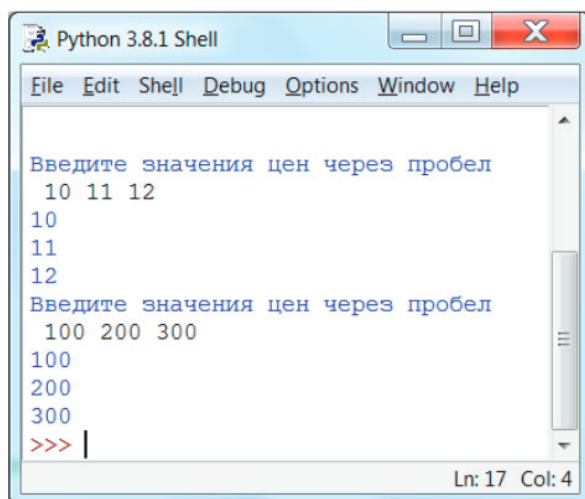 Python 3.8.1 Shell
File Edit Shell Debug Options Window Help
Введите значения цен через пробел
10 11 12
10
11
12
Введите значения цен через пробел
100 200 300
100
200
300
>>>
Ln: 17 Col: 4